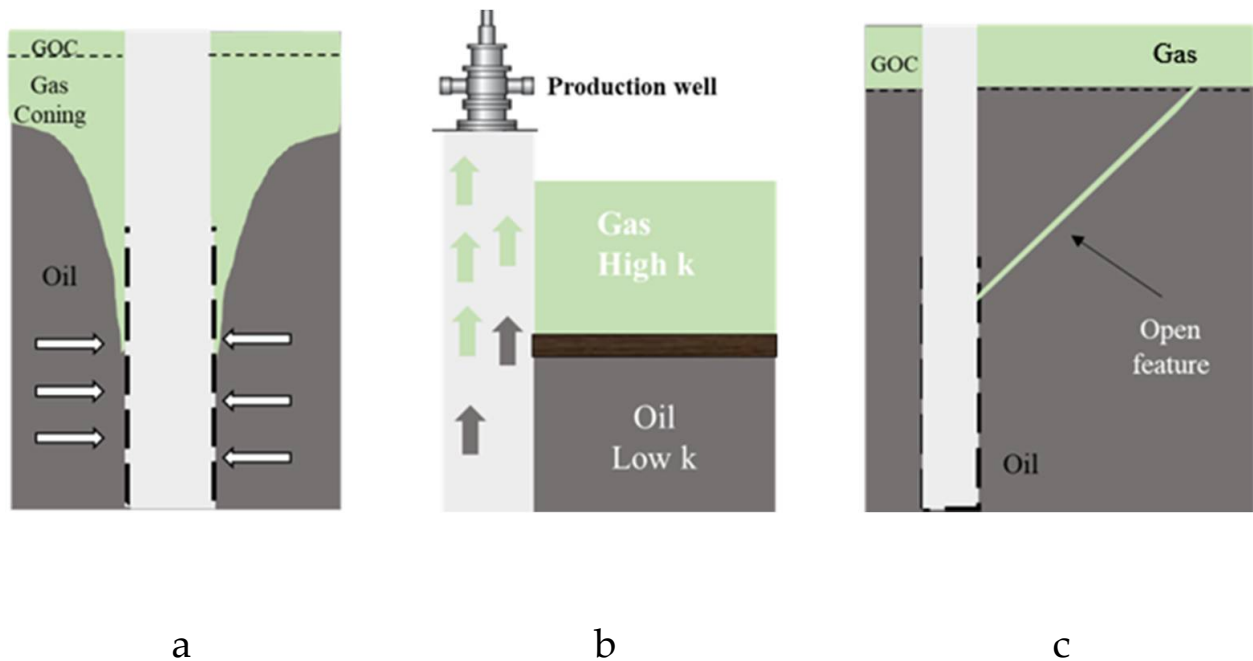 GOC
Gas
Coning
Oil
a
Production well
Gas
High k
Oil
Low k
b
GOC
Gas
Open
feature
Oil
c